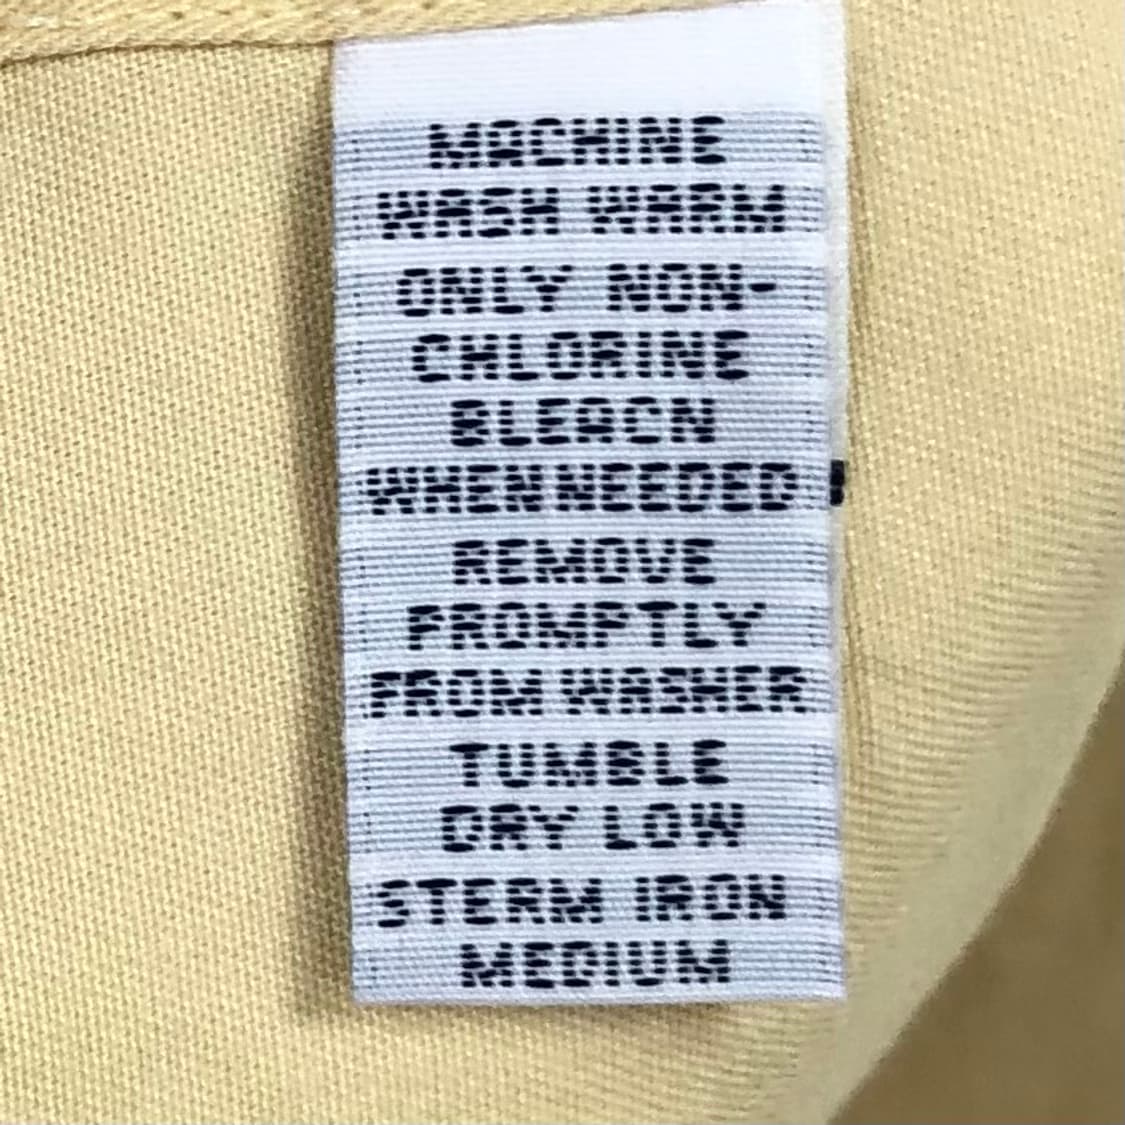 MACHINE
WASH WARM
ONLY NON-
CHLORINE
BLEACH
WHEN NEEDED
REMOVE
PROMPTLY
FROM WASHER
TUMBLE
DRY LOW
STEAM IRON
MEDIUM